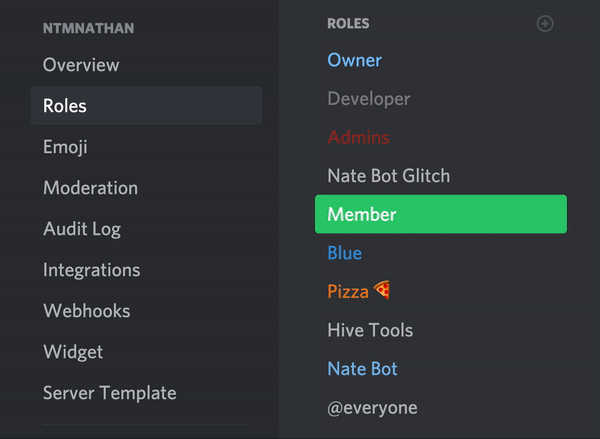 NTMNATHAN
Overview
Roles
Emoji
Moderation
Audit Log
Integrations
Webhooks
Widget
Server Template
ROLES
Owner
Developer
Admins
Nate Bot Glitch
Member
Blue
Pizza 🍕
Hive Tools
Nate Bot
@everyone